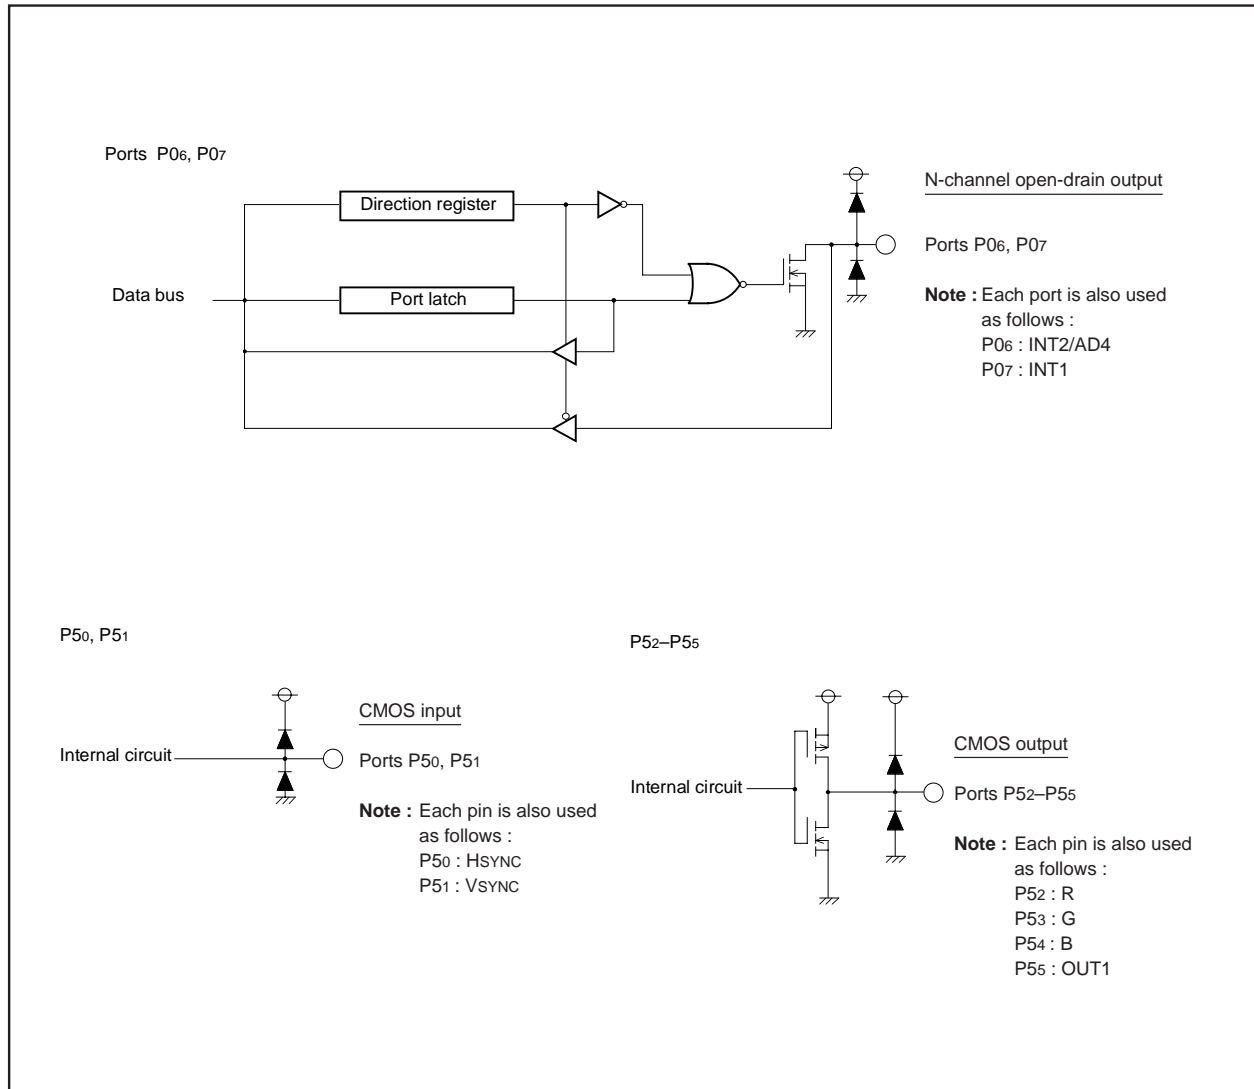 Ports P06, P07
Direction register
Data bus
Port latch
N-channel open-drain output
Ports P06, P07
Note : Each port is also used
as follows :
P06 : INT2/AD4
P07 : INT1
P50, P51
Internal circuit
CMOS input
Ports P50, P51
Note : Each pin is also used
as follows :
P50 : HSYNC
P51 : VSYNC
P52–P55
Internal circuit
CMOS output
Ports P52–P55
Note : Each pin is also used
as follows :
P52 : R
P53 : G
P54 : B
P55 : OUT1